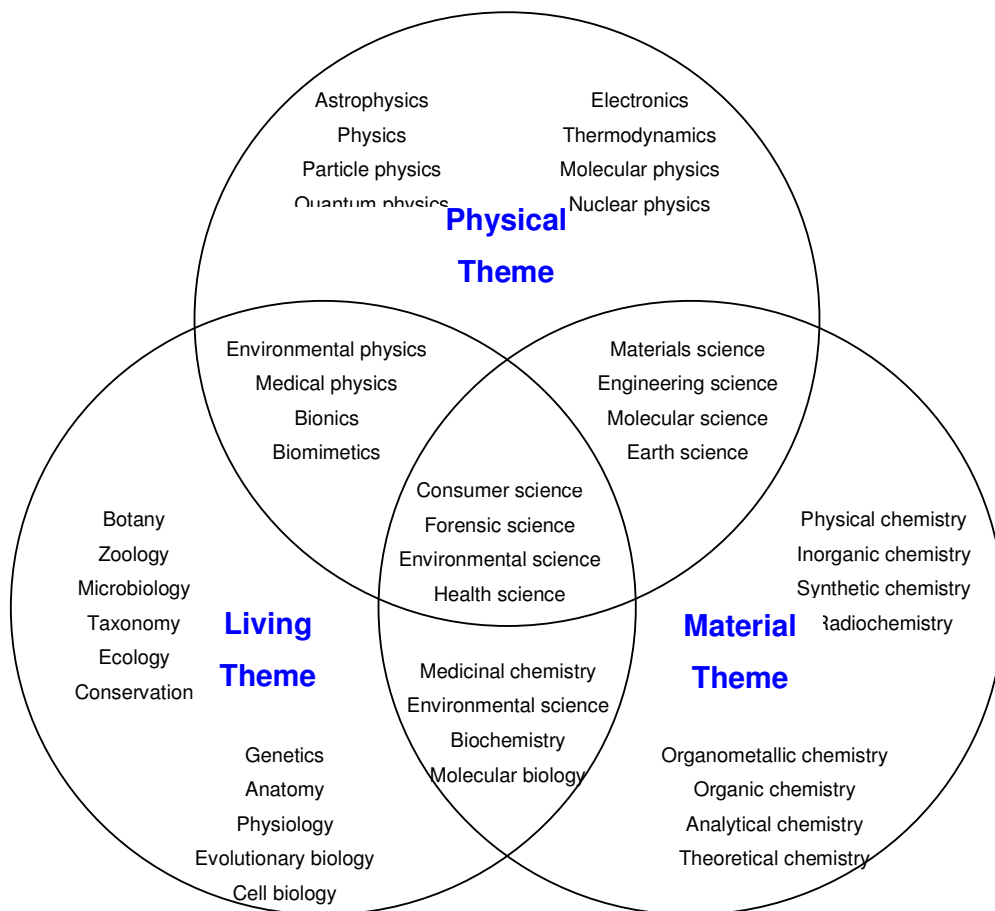 Astrophysics
Physics
Particle physics
Quantum physics
Electronics
Thermodynamics
Molecular physics
Nuclear physics
Physical
Theme
Environmental physics
Medical physics
Bionics
Biomimetics
Materials science
Engineering science
Molecular science
Earth science
Consumer science
Forensic science
Environmental science
Health science
Botany
Zoology
Microbiology
Taxonomy
Ecology
Conservation
Living
Theme
Genetics
Anatomy
Physiology
Evolutionary biology
Cell biology
Medicinal chemistry
Environmental science
Biochemistry
Molecular biology
Material
Theme
Physical chemistry
Inorganic chemistry
Synthetic chemistry
Radiochemistry
Organometallic chemistry
Organic chemistry
Analytical chemistry
Theoretical chemistry